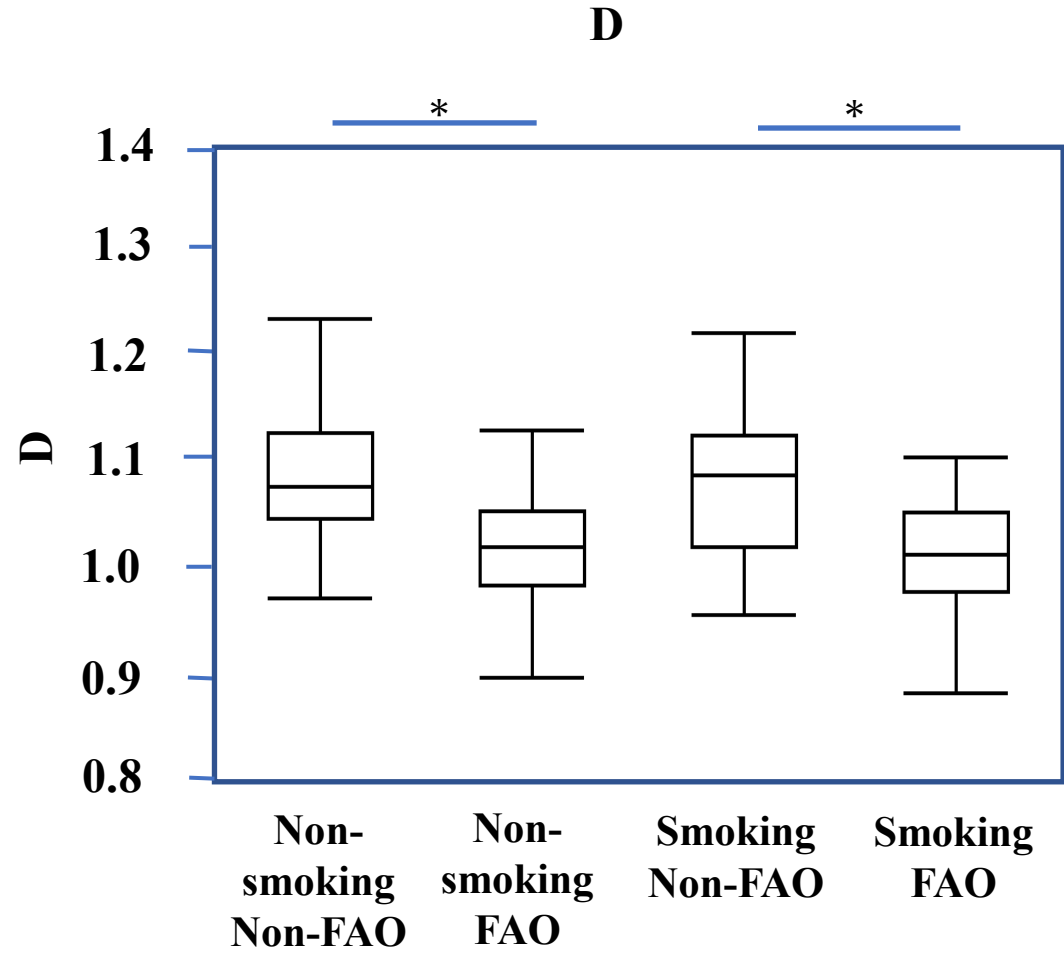 D
*
*
1.4
1.3
1.2
1.1
1.0
0.9
0.8
D
Non-
smoking
Non-FAO
Non-
smoking
FAO
Smoking
Non-FAO
Smoking
FAO